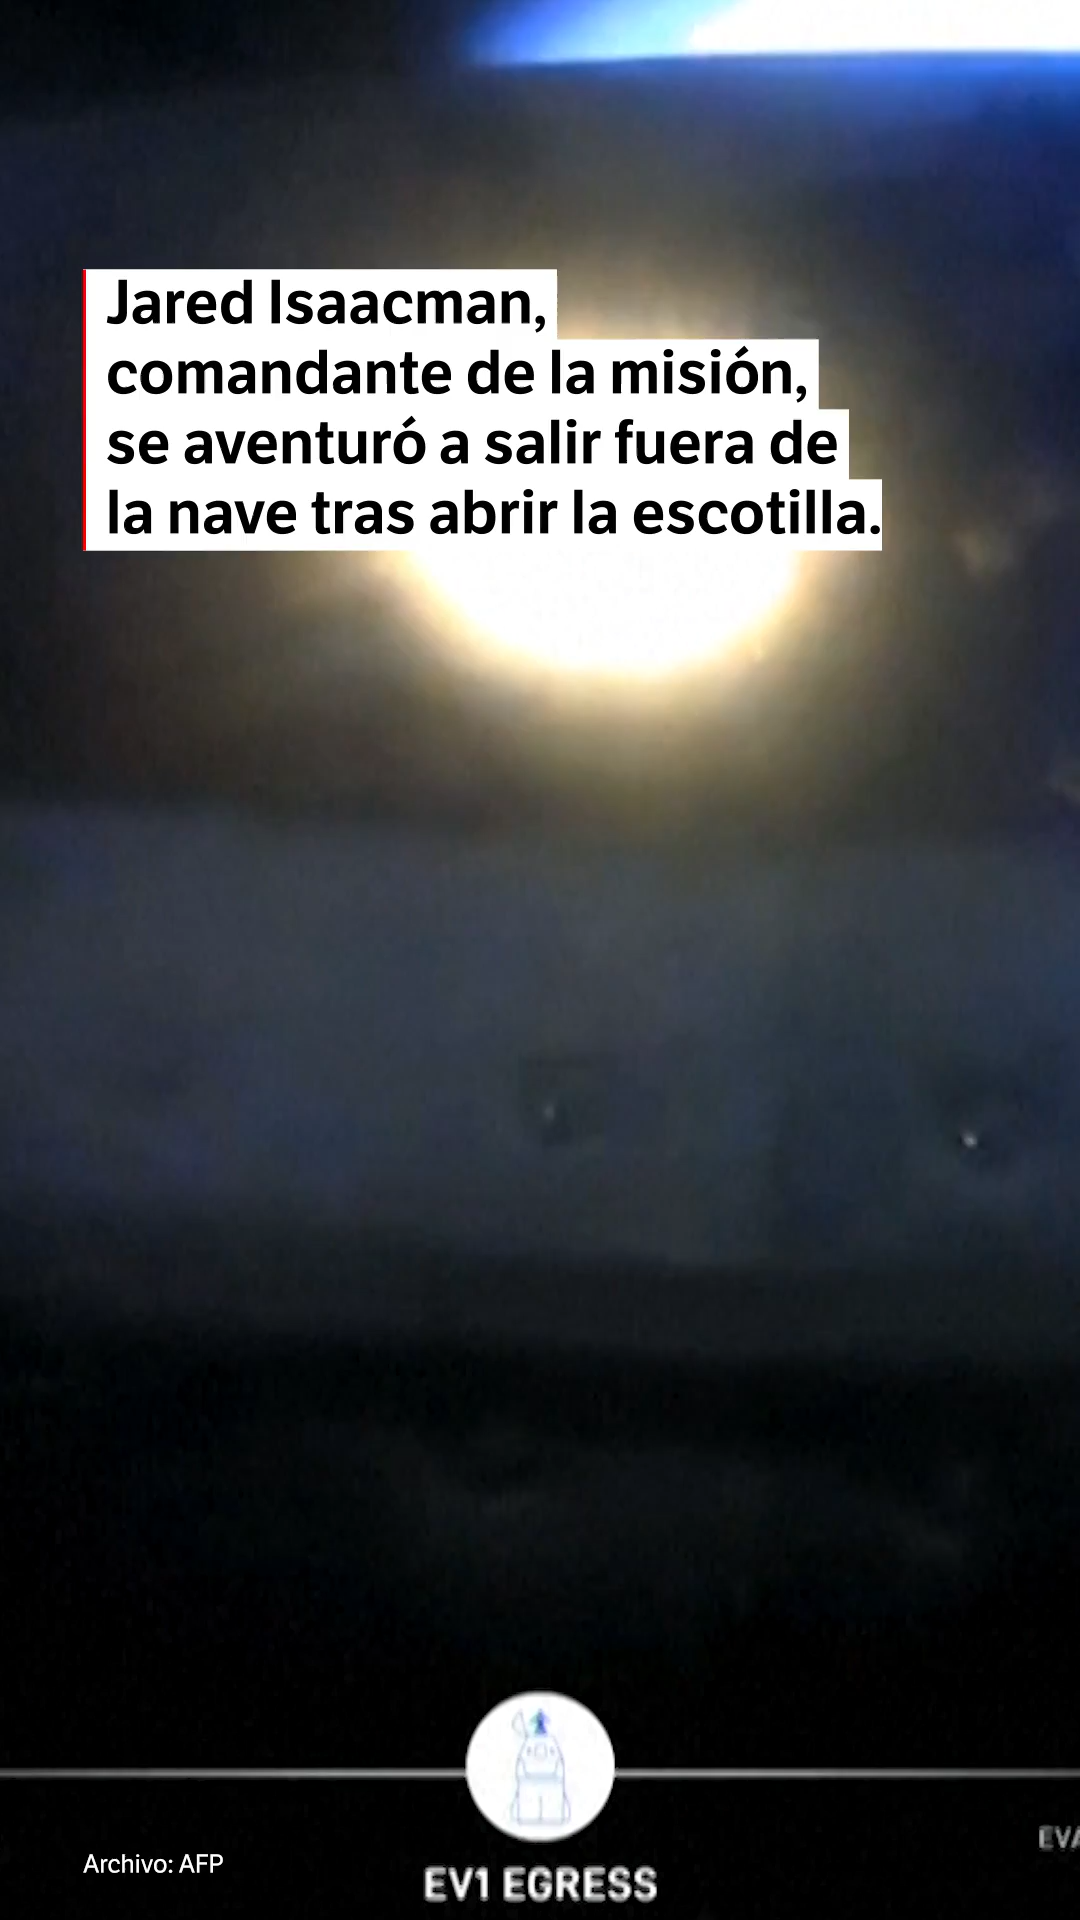 Jared Isaacman,
comandante de la misión,
se aventuró a salir fuera de
la nave tras abrir la escotilla.
EVA
Archivo: AFP
EV1 EGRESS